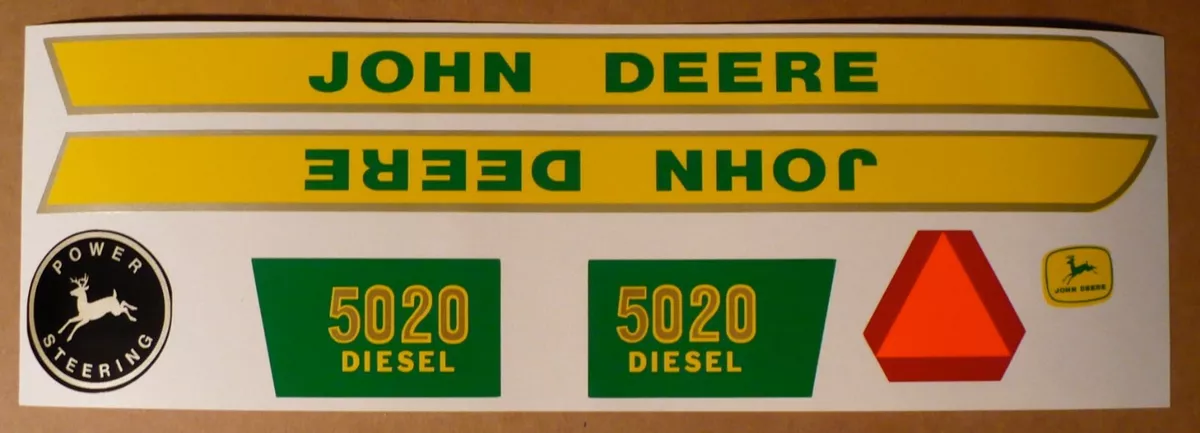 JOHN DEERE
JOHN DEERE
POWER
STEERING
5020
DIESEL
5020
DIESEL
JOHN DEERE